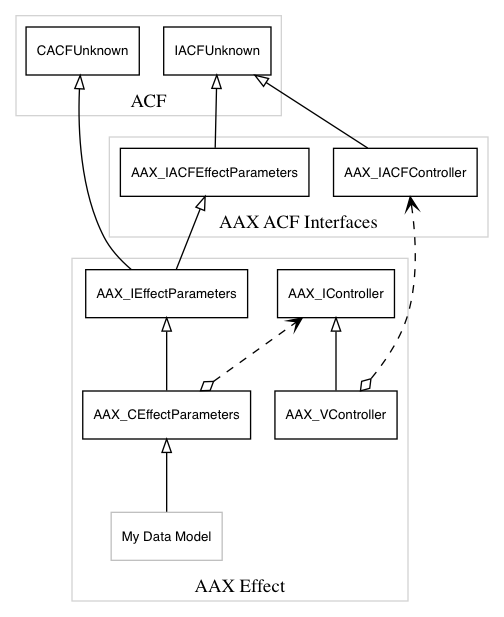 CACFUnknown
IACFUnknown
ACF
AAX_IACFEffectParameters
AAX_IACFController
AAX ACF Interfaces
AAX_IEffectParameters
AAX_IController
AAX_CEffectParameters
AAX_VController
My Data Model
AAX Effect